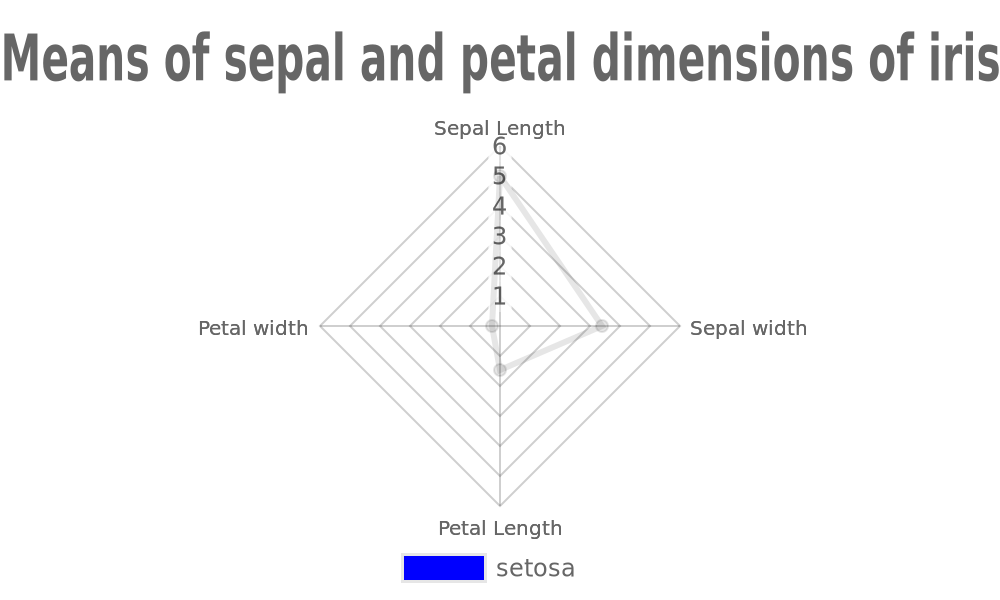 Means of sepal and petal dimensions of iris
Sepal Length
6
5
4
3
2
1
Petal width
Sepal width
Petal Length
setosa